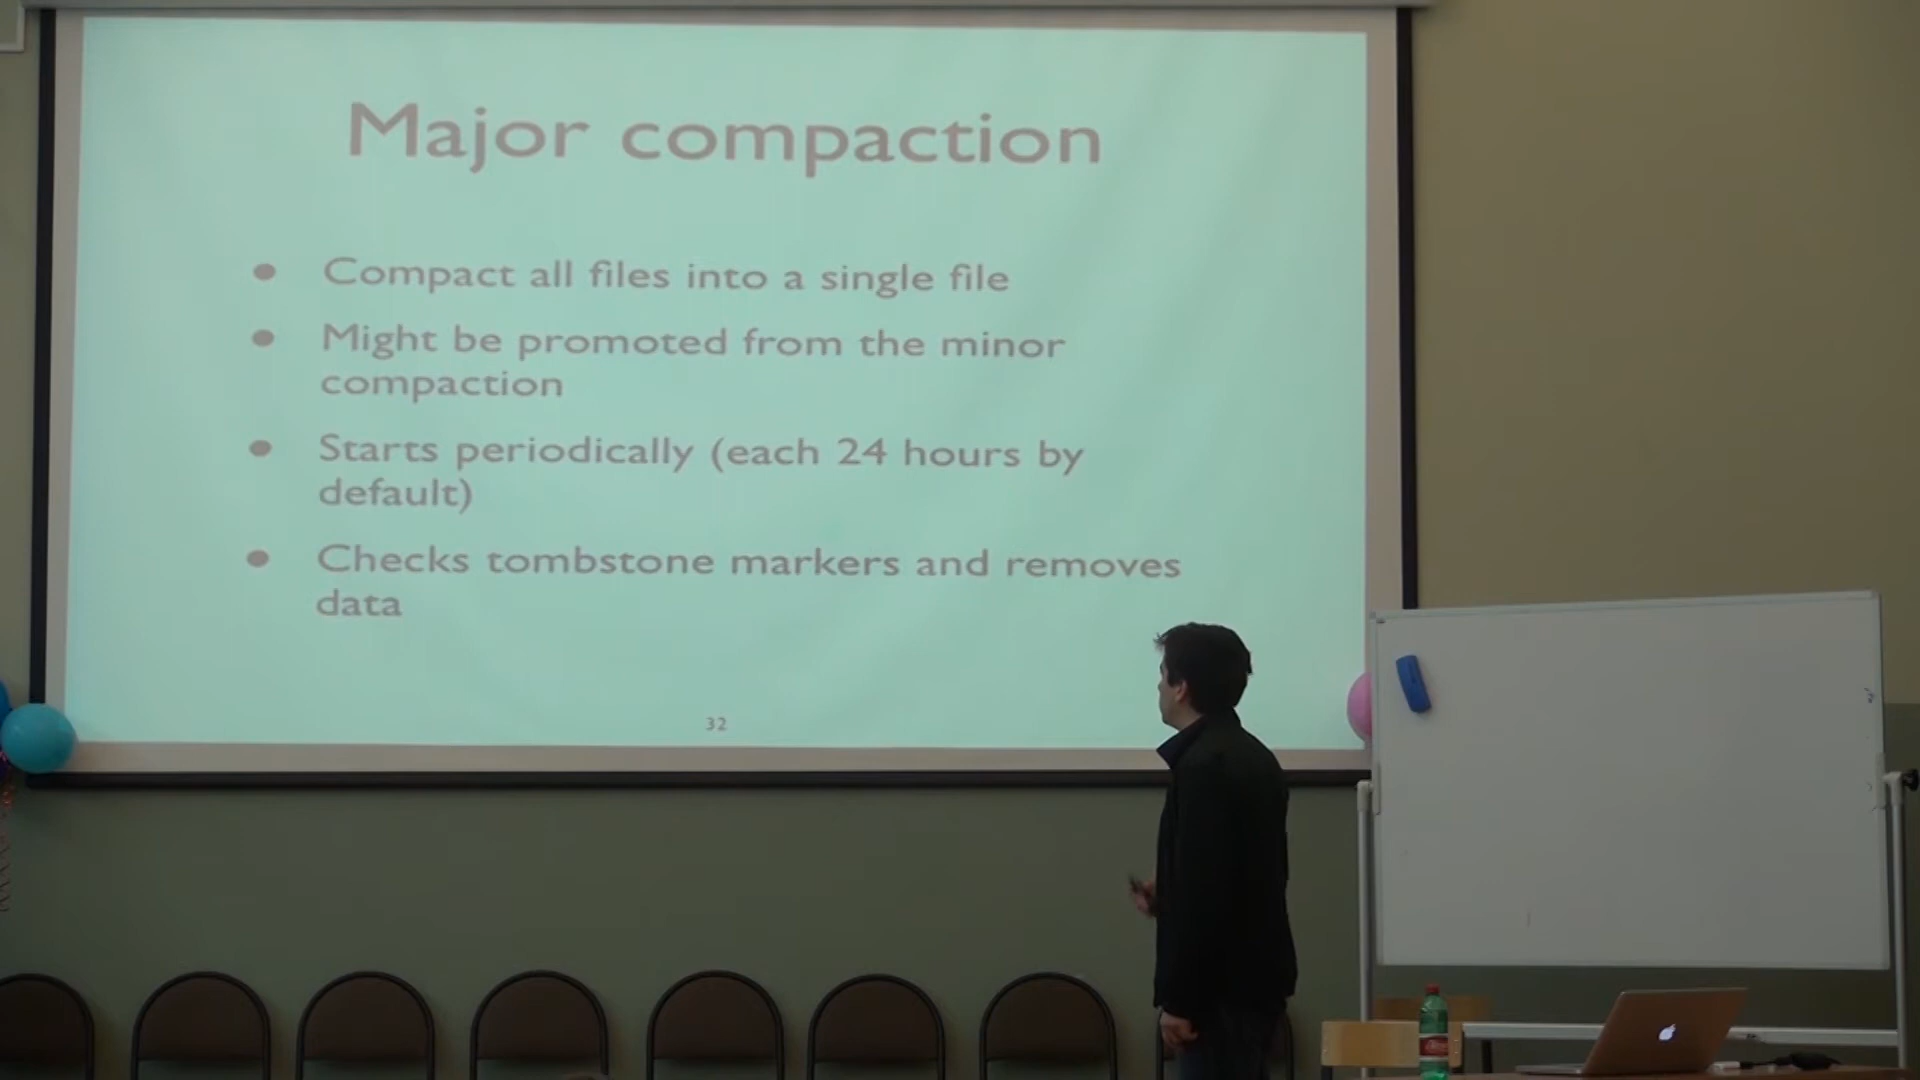 Major compaction
Compact all files into a single file
Might be promoted from the minor
compaction
Starts periodically (each 24 hours by
default)
Checks tombstone markers and removes
data
32